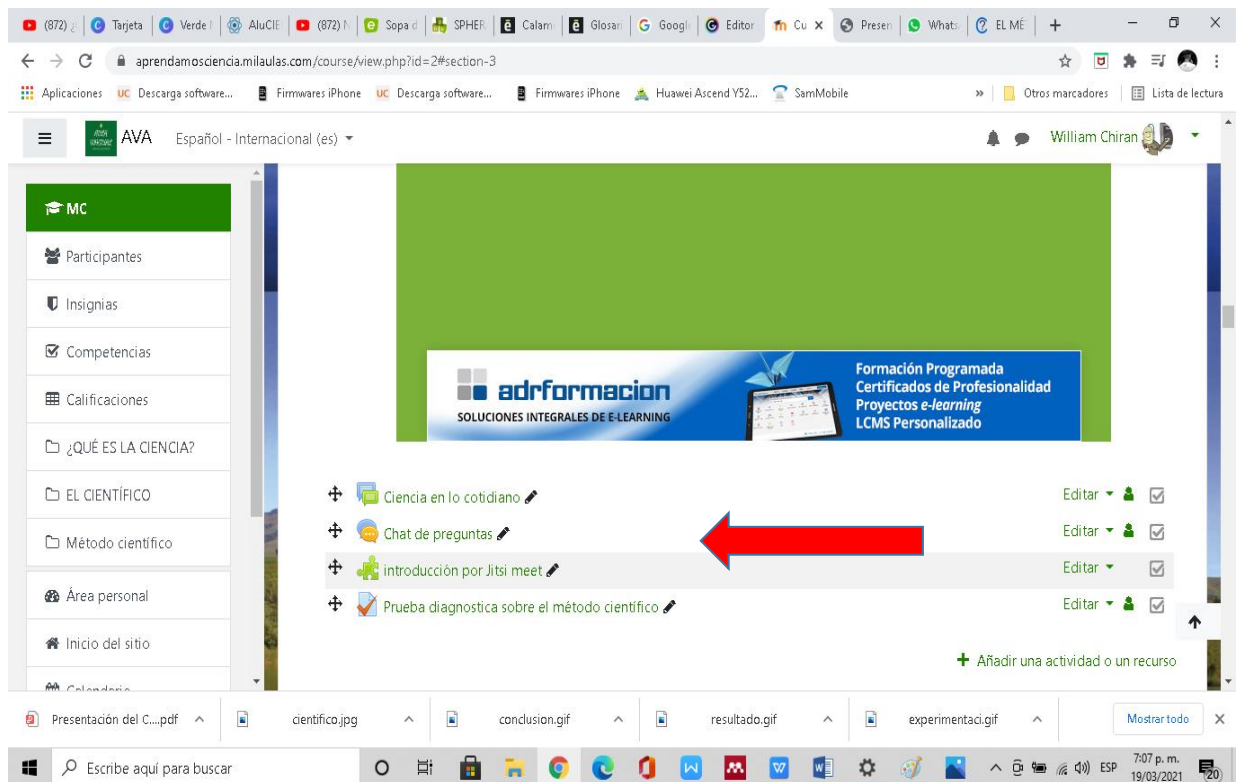 (872) ¿
Tarjeta
Verde
AluCIE
(872) N
Sopa d
SPHER
Calam
Glosari
Googl
Editor
Cu
Presen
Whats
EL MÉ
aprendamosciencia.milaulas.com/course/view.php?id=2#section-3
Aplicaciones
Descarga software...
Firmwares iPhone
Descarga software...
Firmwares iPhone
Huawei Ascend Y52...
SamMobile
»
Otros marcadores
Lista de lectura
AVA
Español - Internacional (es)
William Chiran
MC
Participantes
Insignias
Competencias
Calificaciones
¿QUÉ ES LA CIENCIA?
EL CIENTÍFICO
Método científico
Área personal
Inicio del sitio
Calendario
adrformacion
SOLUCIONES INTEGRALES DE E-LEARNING
Formación Programada
Certificados de Profesionalidad
Proyectos e-learning
LCMS Personalizado
Ciencia en lo cotidiano Editar
Chat de preguntas Editar
introducción por Jitsi meet Editar
Prueba diagnostica sobre el método científico Editar
+ Añadir una actividad o un recurso
Presentación del C....pdf
cientifico.jpg
conclusion.gif
resultado.gif
experimentaci.gif
Mostrar todo
Escribe aquí para buscar
ESP
7:07 p. m.
19/03/2021